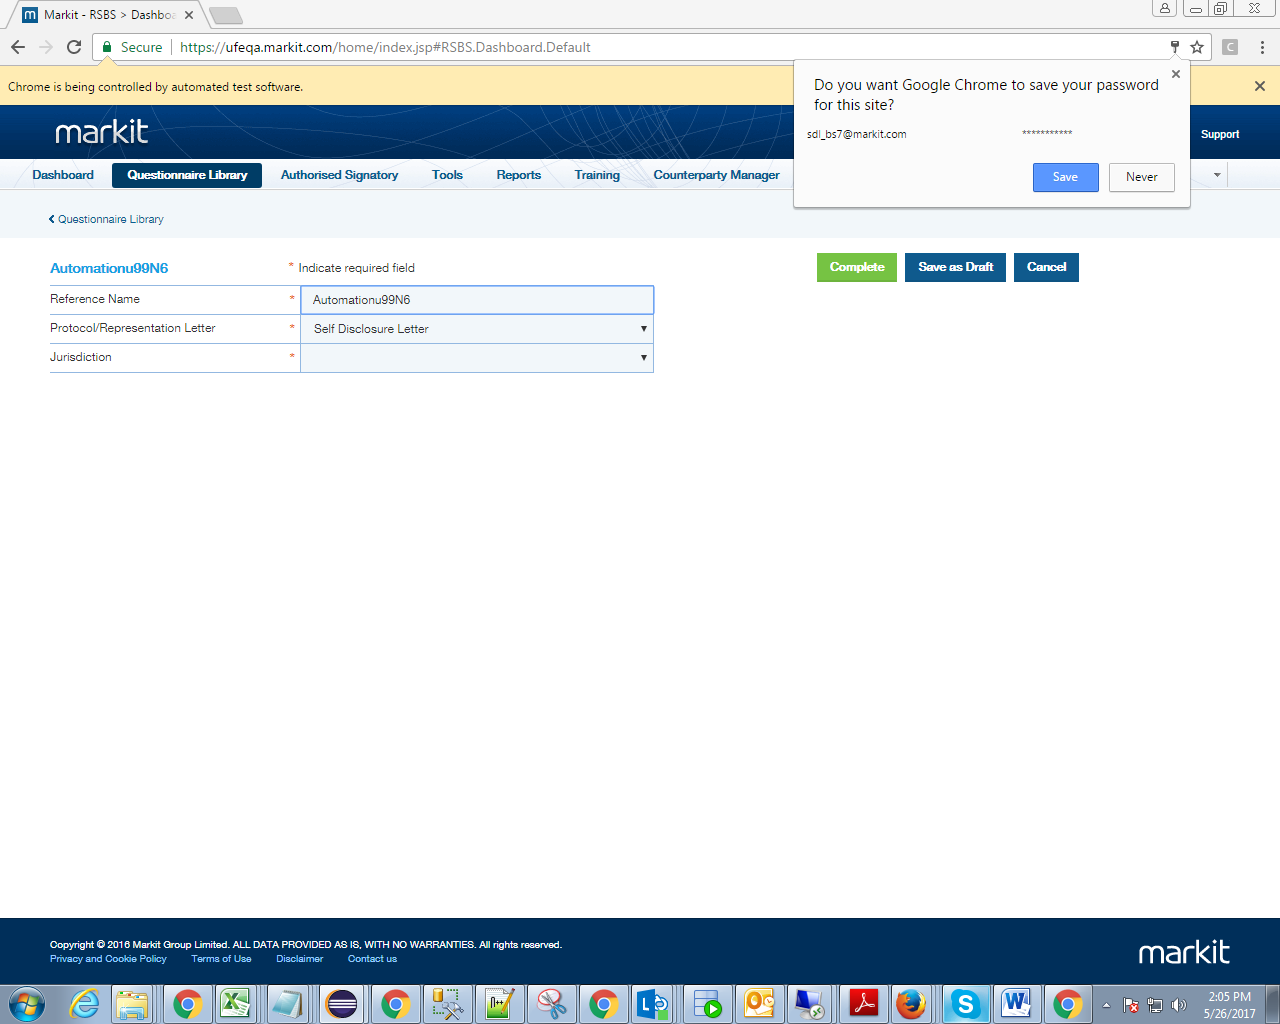 Markit - RSBS > Dashbo
Secure
https://ufeqa.markit.com/home/index.jsp#RSBS.Dashboard.Default
C
Chrome is being controlled by automated test software.
Do you want Google Chrome to save your password
for this site?
sdl_bs7@markit.com ***********
Save Never
markit
Support
Dashboard Questionnaire Library Authorised Signatory Tools Reports Training Counterparty Manager
Questionnaire Library
Automationu99N6 * Indicate required field
Complete Save as Draft Cancel
Reference Name * Automationu99N6
Protocol/Representation Letter * Self Disclosure Letter
Jurisdiction *
Copyright © 2016 Markit Group Limited. ALL DATA PROVIDED AS IS, WITH NO WARRANTIES. All rights reserved.
Privacy and Cookie Policy Terms of Use Disclaimer Contact us
markit
2:05 PM
5/26/2017